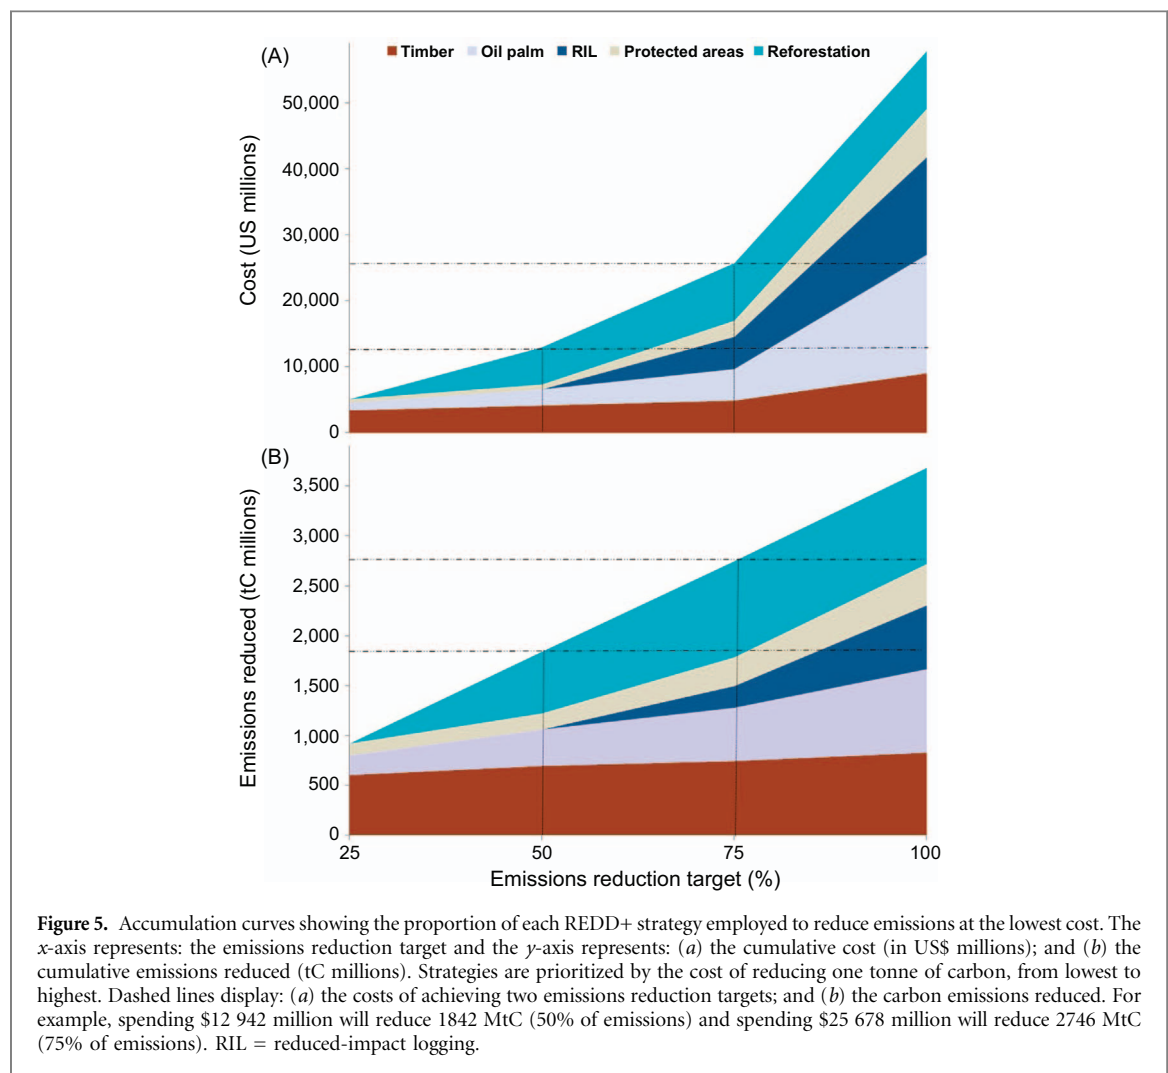 (A)
Timber Oil palm RIL Protected areas Reforestation
50,000
40,000
30,000
20,000
10,000
0
Cost (US millions)
(B)
3,500
3,000
2,500
2,000
1,500
1,000
500
0
Emissions reduced (tC millions)
25 50 75 100
Emissions reduction target (%)
Figure 5. Accumulation curves showing the proportion of each REDD+ strategy employed to reduce emissions at the lowest cost. The
x-axis represents: the emissions reduction target and the y-axis represents: (a) the cumulative cost (in US$ millions); and (b) the
cumulative emissions reduced (tC millions). Strategies are prioritized by the cost of reducing one tonne of carbon, from lowest to
highest. Dashed lines display: (a) the costs of achieving two emissions reduction targets; and (b) the carbon emissions reduced. For
example, spending $12 942 million will reduce 1842 MtC (50% of emissions) and spending $25 678 million will reduce 2746 MtC
(75% of emissions). RIL = reduced-impact logging.